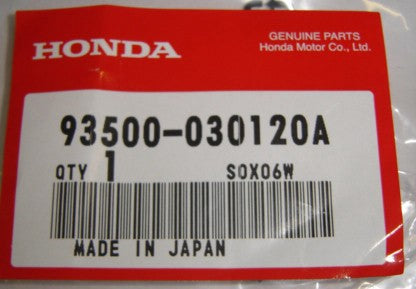 HONDA
GENUINE PARTS
Honda Motor Co., Ltd.
93500-030120A
QTY 1 SOX06W
MADE IN JAPAN